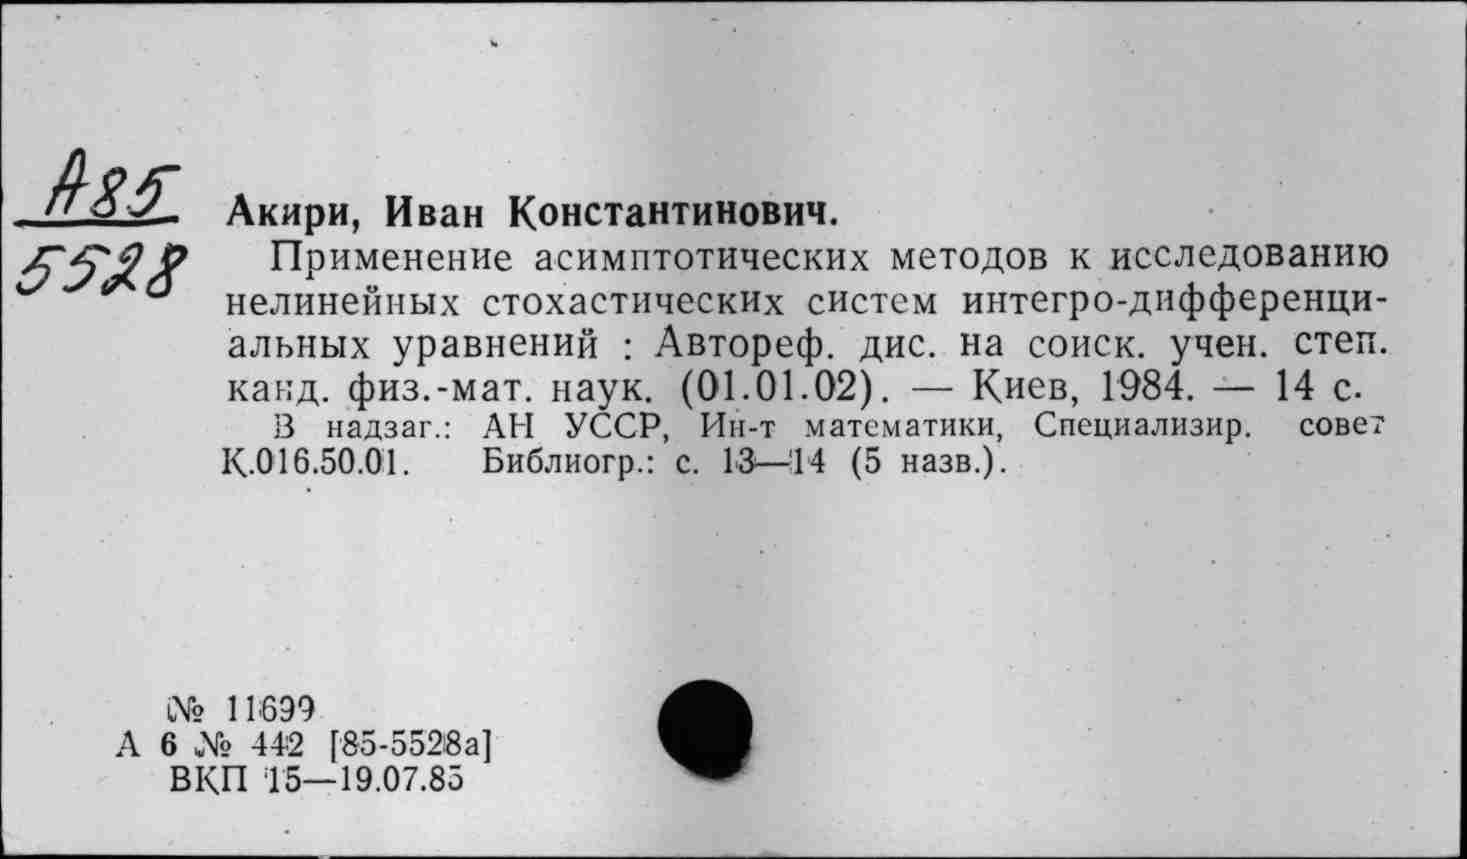 А85
5528
Акири, Иван Константинович.
Применение асимптотических методов к исследованию
нелинейных стохастических систем интегро-дифференци-
альных уравнений : Автореф. дис. на соиск. учен. степ.
канд. физ.-мат. наук. (01.01.02). — Киев, 1984. — 14 с.
В надзаг.: АН УССР, Ин-т математики, Специализир. совет
К.016.50.01. Библиогр.: с. 13—14 (5 назв.).
№ 11699
А 6 № 442 [85-5528а]
ВКП 15—19.07.85